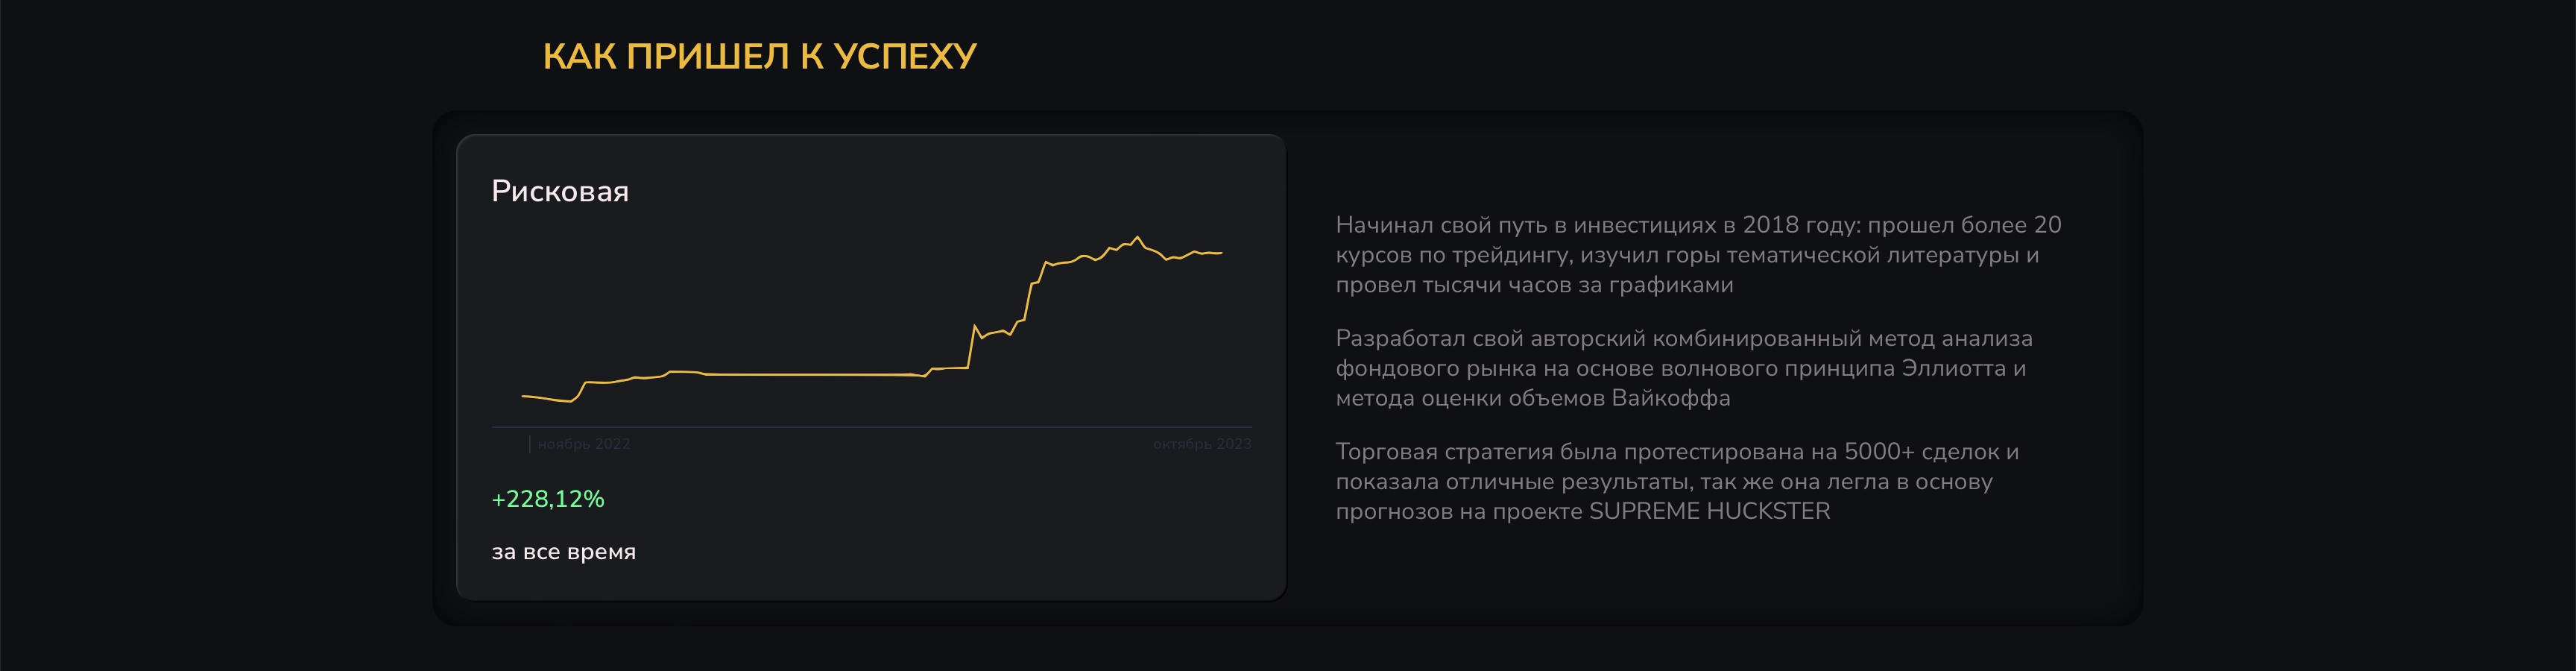 КАК ПРИШЕЛ К УСПЕХУ
Рисковая
ноябрь 2022
октябрь 2023
+228,12%
за все время
Начинал свой путь в инвестициях в 2018 году: прошел более 20
курсов по трейдингу, изучил горы тематической литературы и
провел тысячи часов за графиками
Разработал свой авторский комбинированный метод анализа
фондового рынка на основе волнового принципа Эллиотта и
метода оценки объемов Вайкоффа
Торговая стратегия была протестирована на 5000+ сделок и
показала отличные результаты, так же она легла в основу
прогнозов на проекте SUPREME HUCKSTER